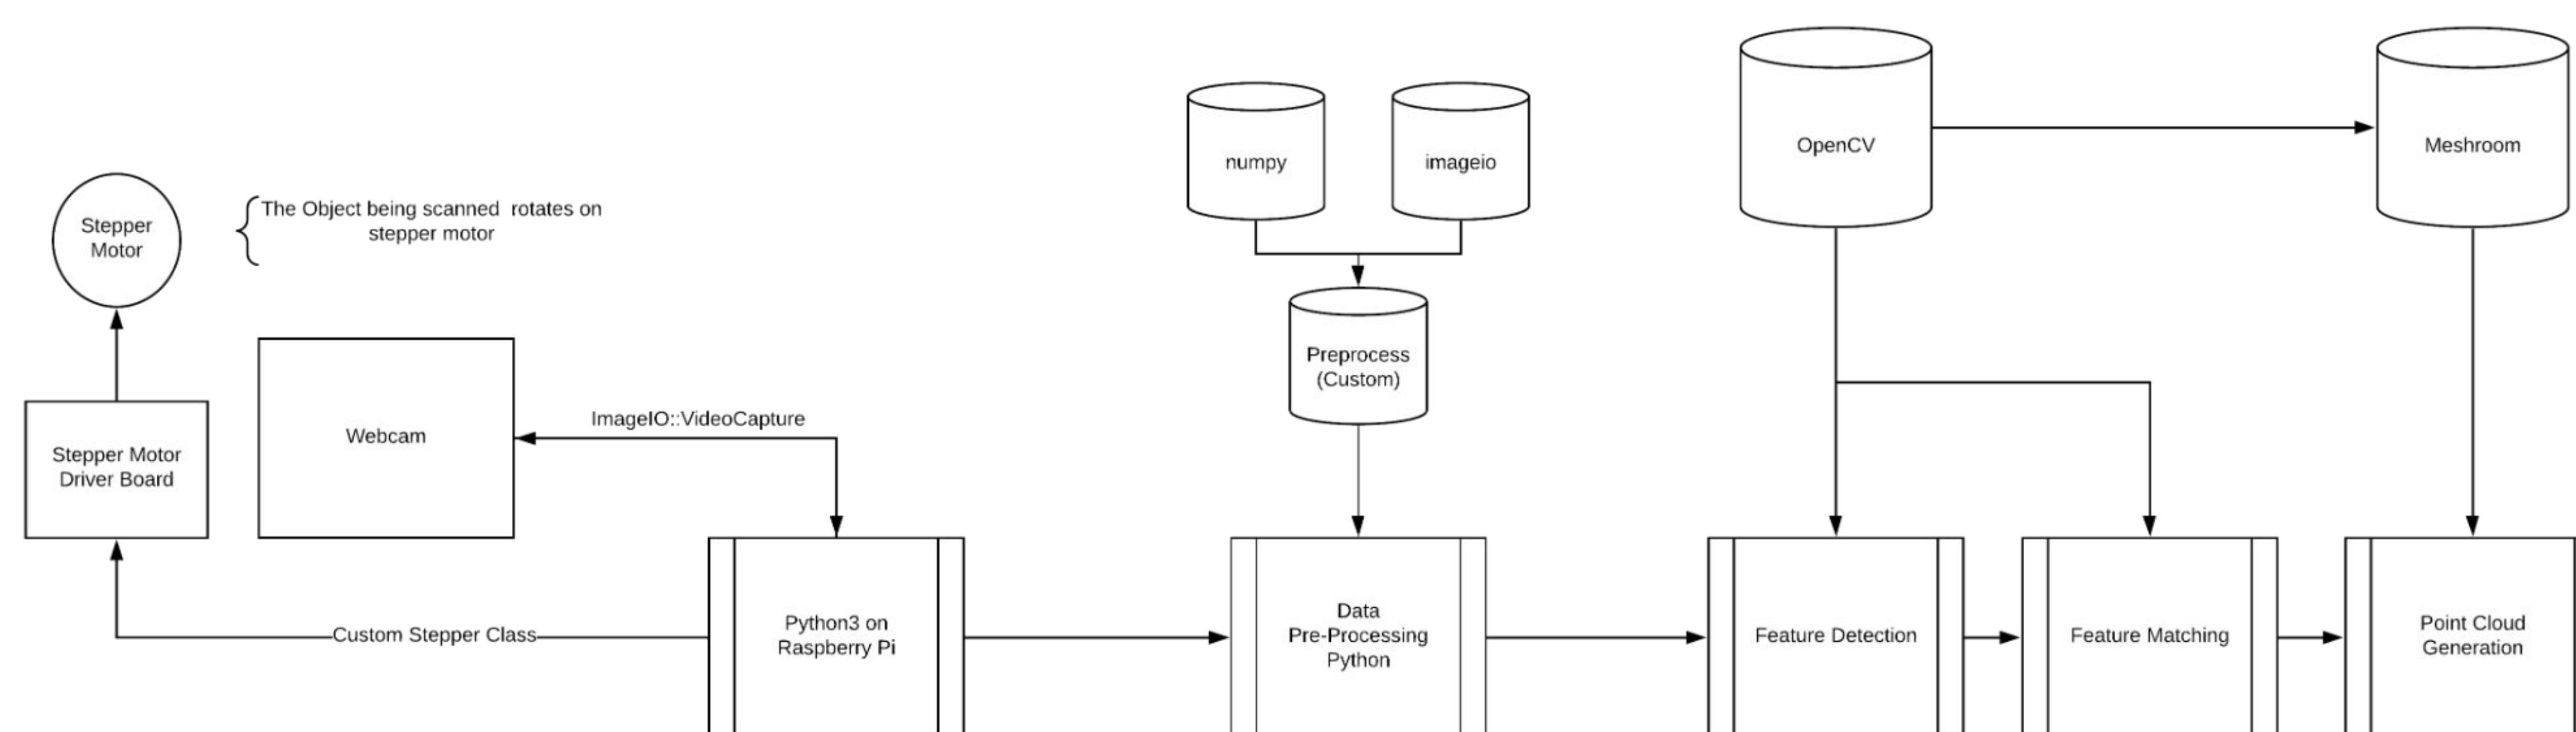 OpenCV
Meshroom
numpy
imageio
The Object being scanned rotates on
stepper motor
Stepper
Motor
Preprocess
(Custom)
ImageIO::VideoCapture
Webcam
Stepper Motor
Driver Board
Custom Stepper Class
Python3 on
Raspberry Pi
Data
Pre-Processing
Python
Feature Detection
Feature Matching
Point Cloud
Generation